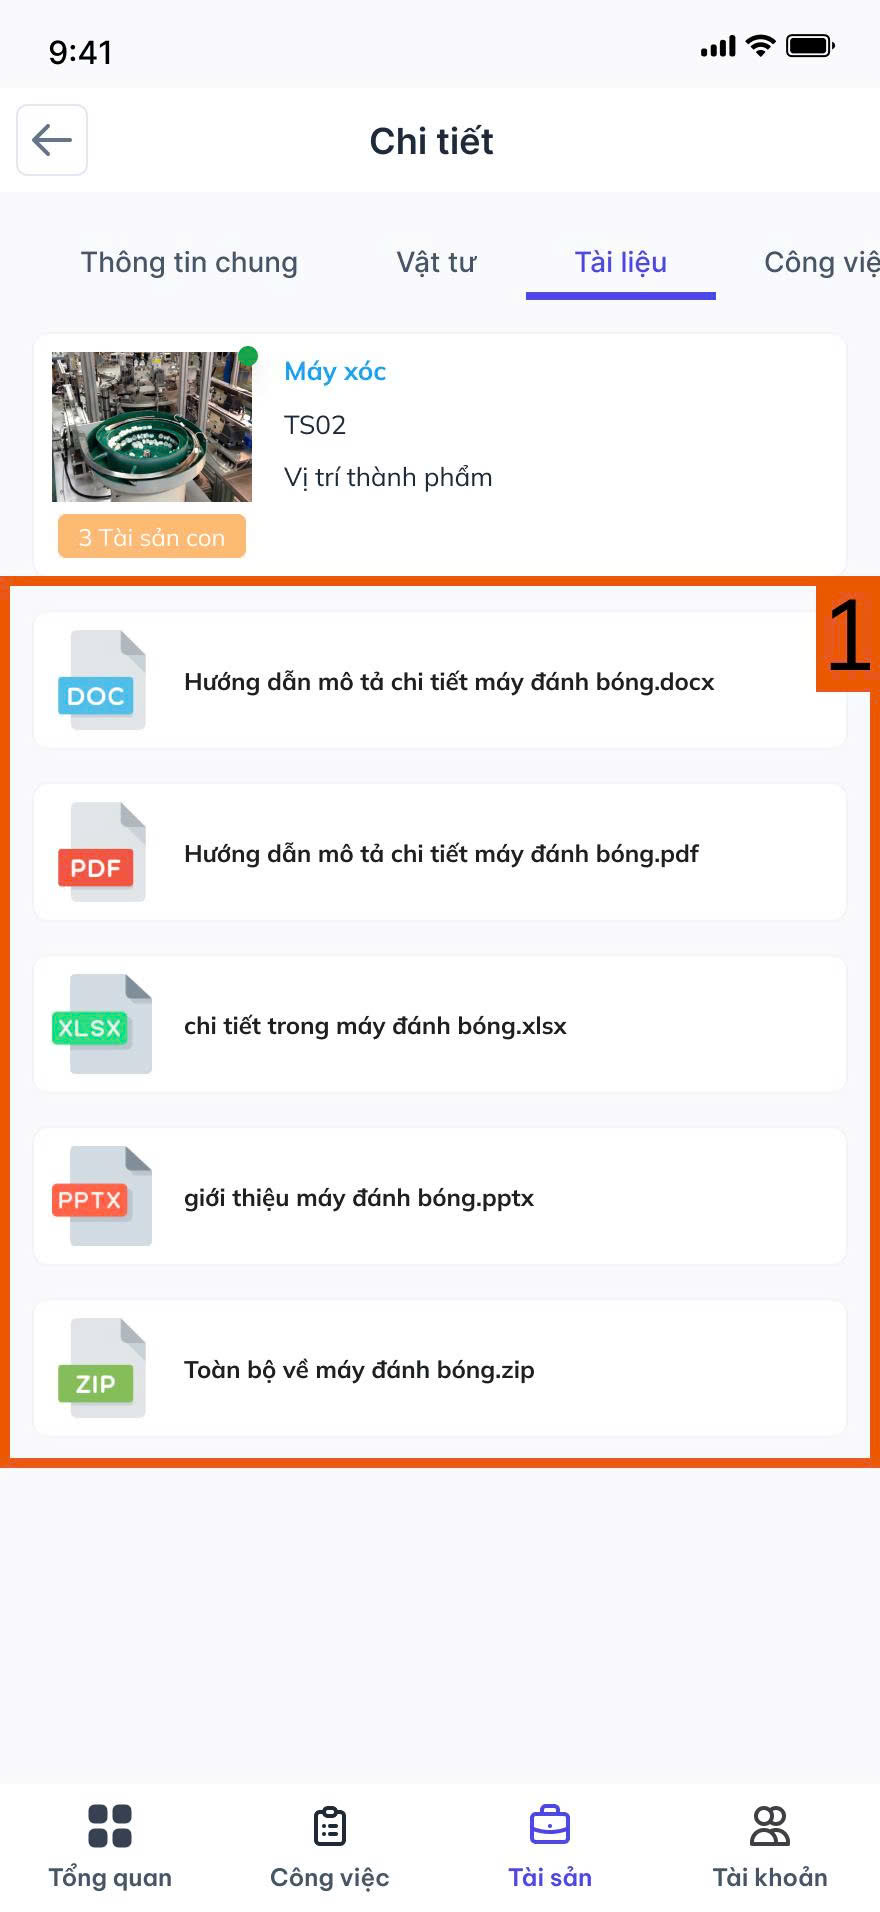 9:41
Chi tiết
Thông tin chung Vật tư Tài liệu Công việ
Máy xóc
TS02
Vị trí thành phẩm
3 Tài sản con
1
DOC Hướng dẫn mô tả chi tiết máy đánh bóng.docx
PDF Hướng dẫn mô tả chi tiết máy đánh bóng.pdf
XLSX chi tiết trong máy đánh bóng.xlsx
PPTX giới thiệu máy đánh bóng.pptx
ZIP Toàn bộ về máy đánh bóng.zip
Tổng quan Công việc Tài sản Tài khoản